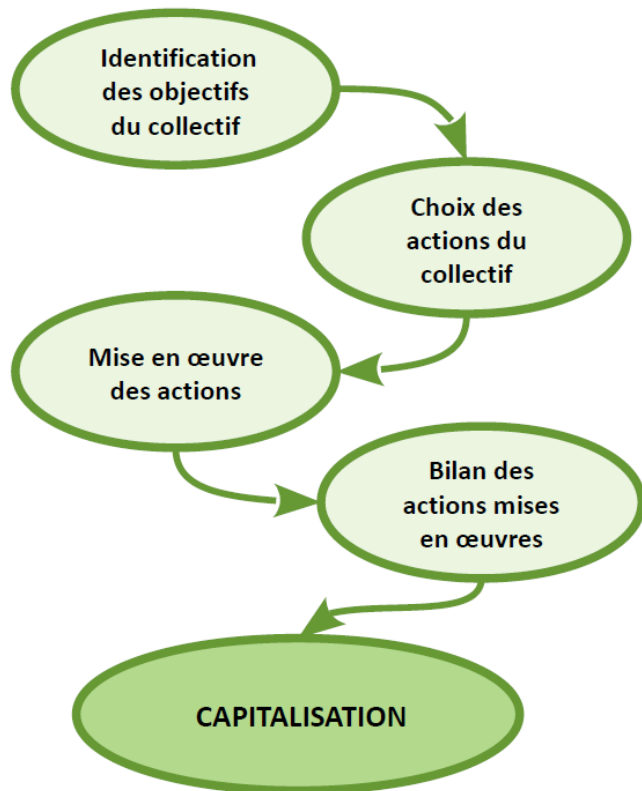 Identification
des objectifs
du collectif
Choix des
actions du
collectif
Mise en œuvre
des actions
Bilan des
actions mises
en œuvres
CAPITALISATION